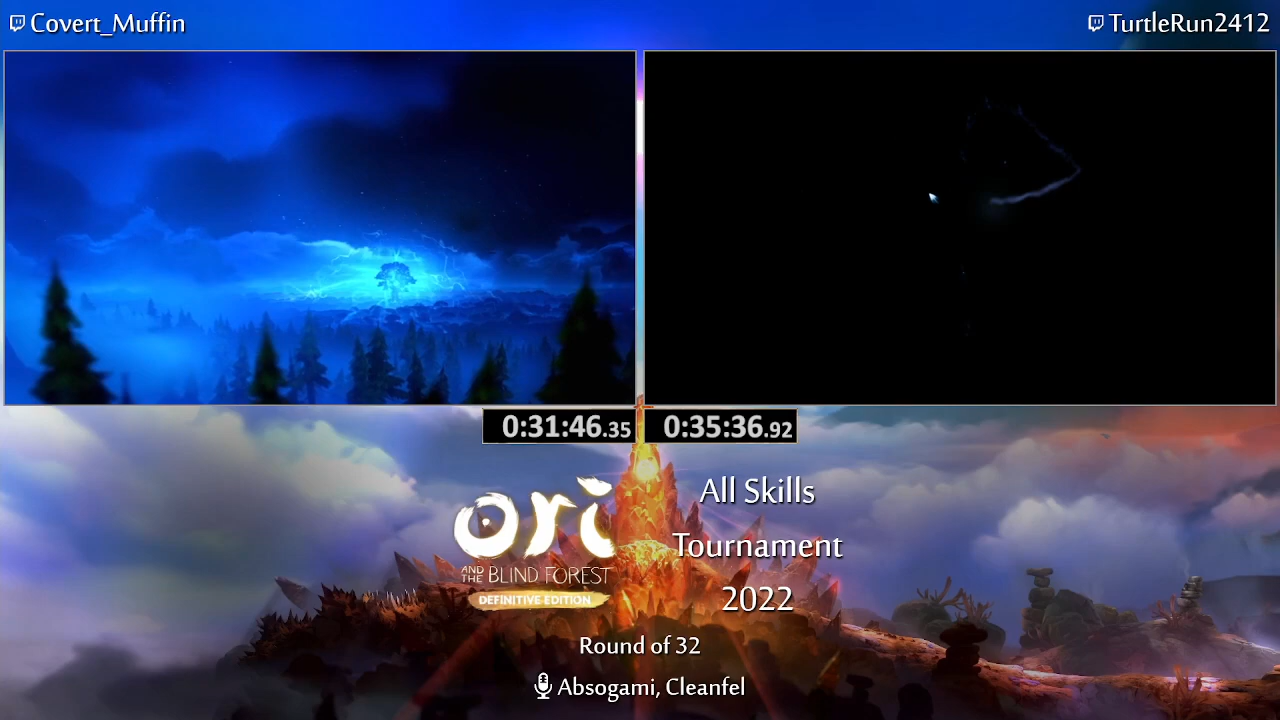 Covert_Muffin
TurtleRun2412
0:31:46.35
0:35:36.92
ori
AND THE BLIND FOREST
DEFINITIVE EDITION
All Skills
Tournament
2022
Round of 32
Absogami, Cleanfel